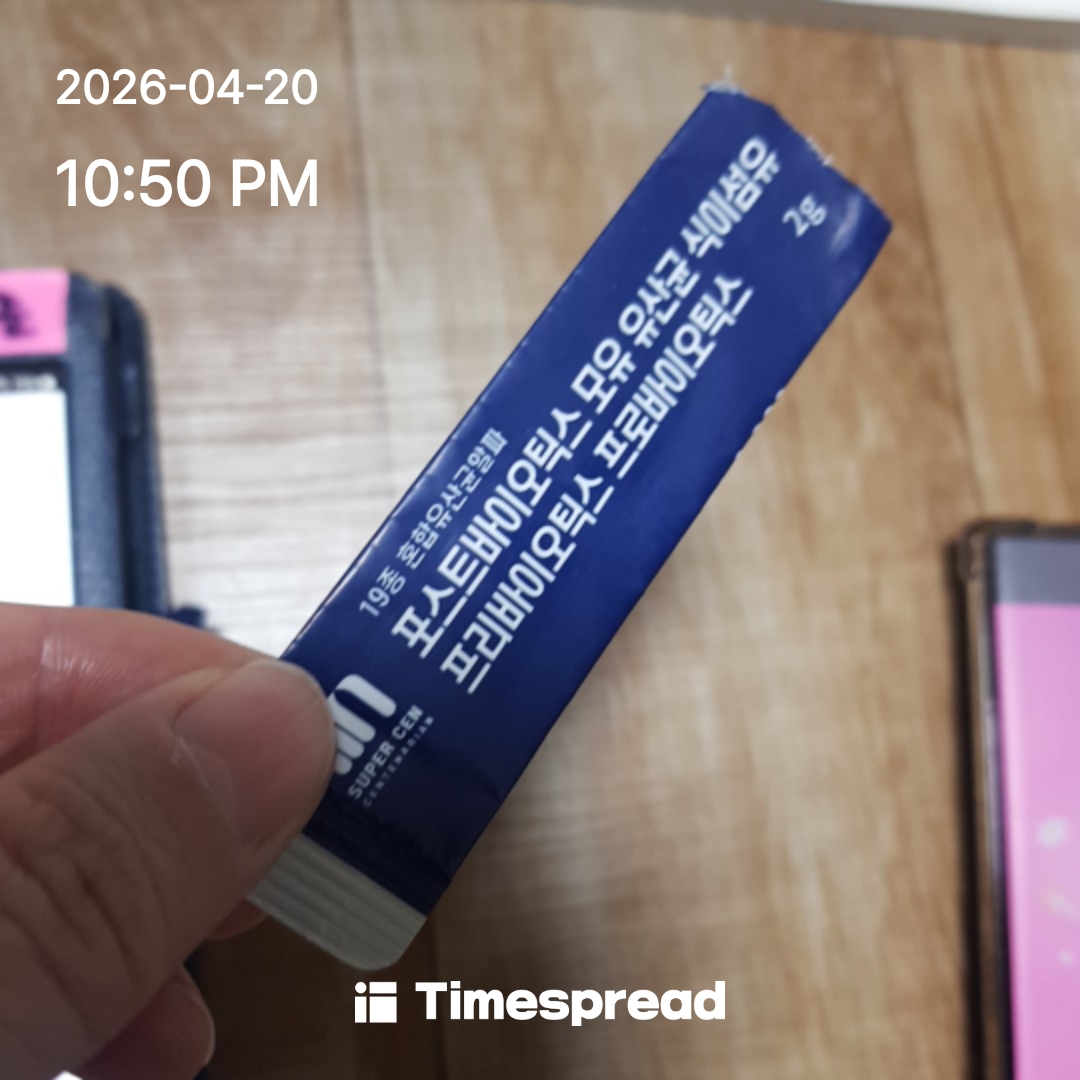 2026-04-20
10:50 PM
19종 혼합유산균알파
포스트바이오틱스 모유 유산균 식이섬유
프리바이오틱스 프로바이오틱스
2g
SUPER CEN
CENTENARIAN
Timespread